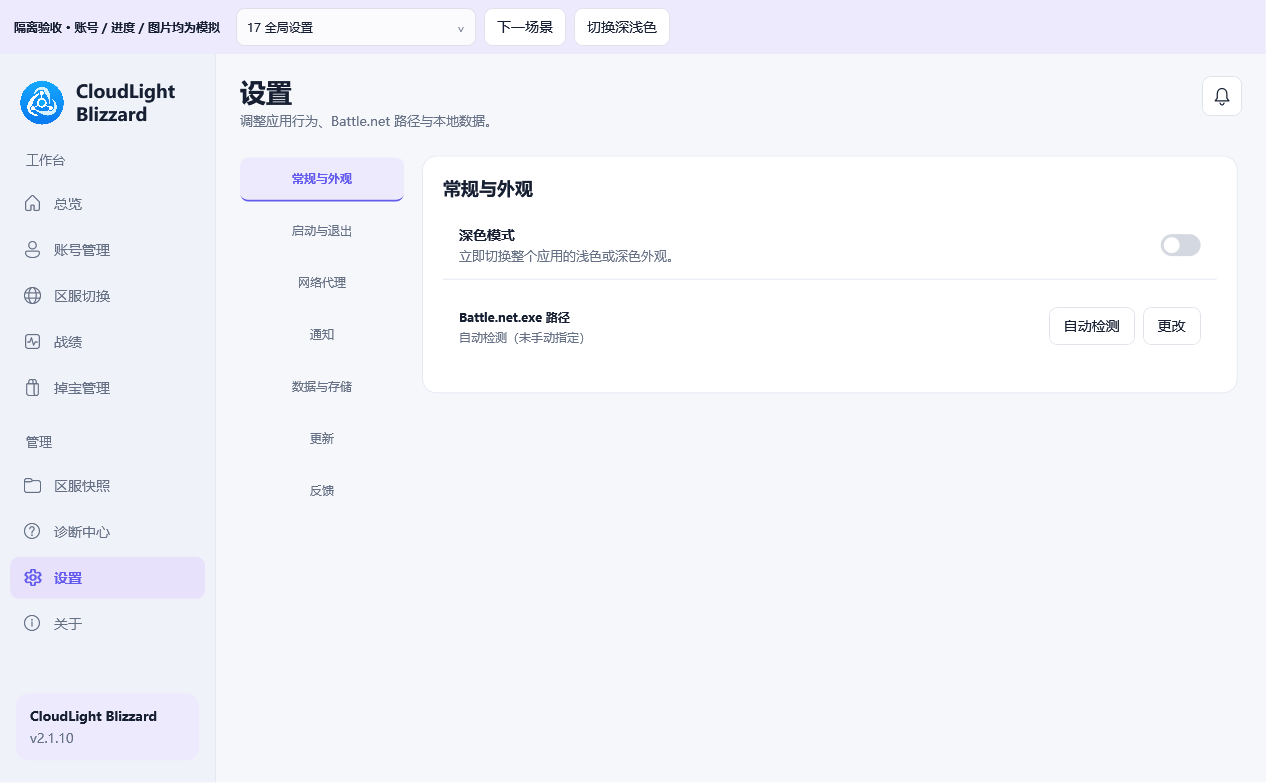 隔离验收 • 账号 / 进度 / 图片均为模拟
17 全局设置
下一场景
切换深浅色
CloudLight
Blizzard
工作台
总览
账号管理
区服切换
战绩
掉宝管理
管理
区服快照
诊断中心
设置
关于
CloudLight Blizzard
v2.1.10
设置
调整应用行为、Battle.net 路径与本地数据。
常规与外观
启动与退出
网络代理
通知
数据与存储
更新
反馈
常规与外观
深色模式
立即切换整个应用的浅色或深色外观。
Battle.net.exe 路径
自动检测（未手动指定）
自动检测
更改